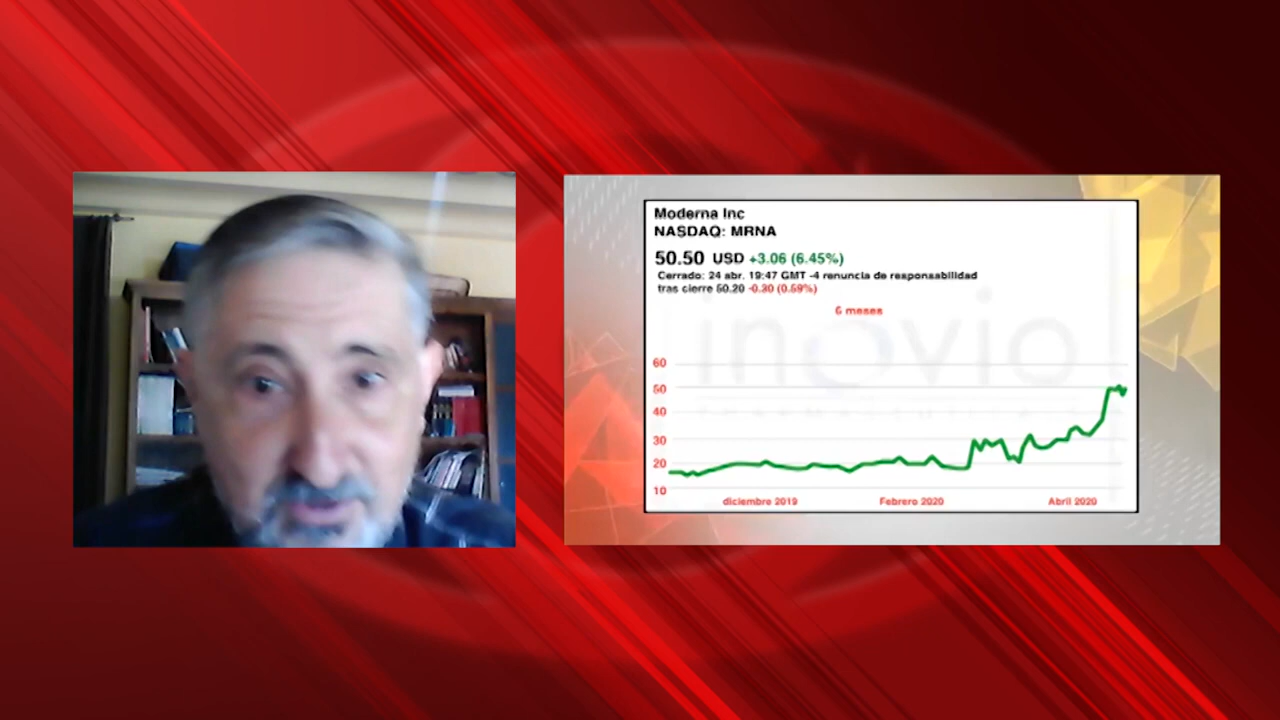 Moderna Inc
NASDAQ: MRNA
50.50 USD +3.06 (6.45%)
Cerrado: 24 abr. 19:47 GMT -4 renuncia de responsabilidad
tras cierre 50.20 -0.30 (0.59%)
6 meses
inovio
60
50
40
30
20
10
diciembre 2019 Febrero 2020 Abril 2020